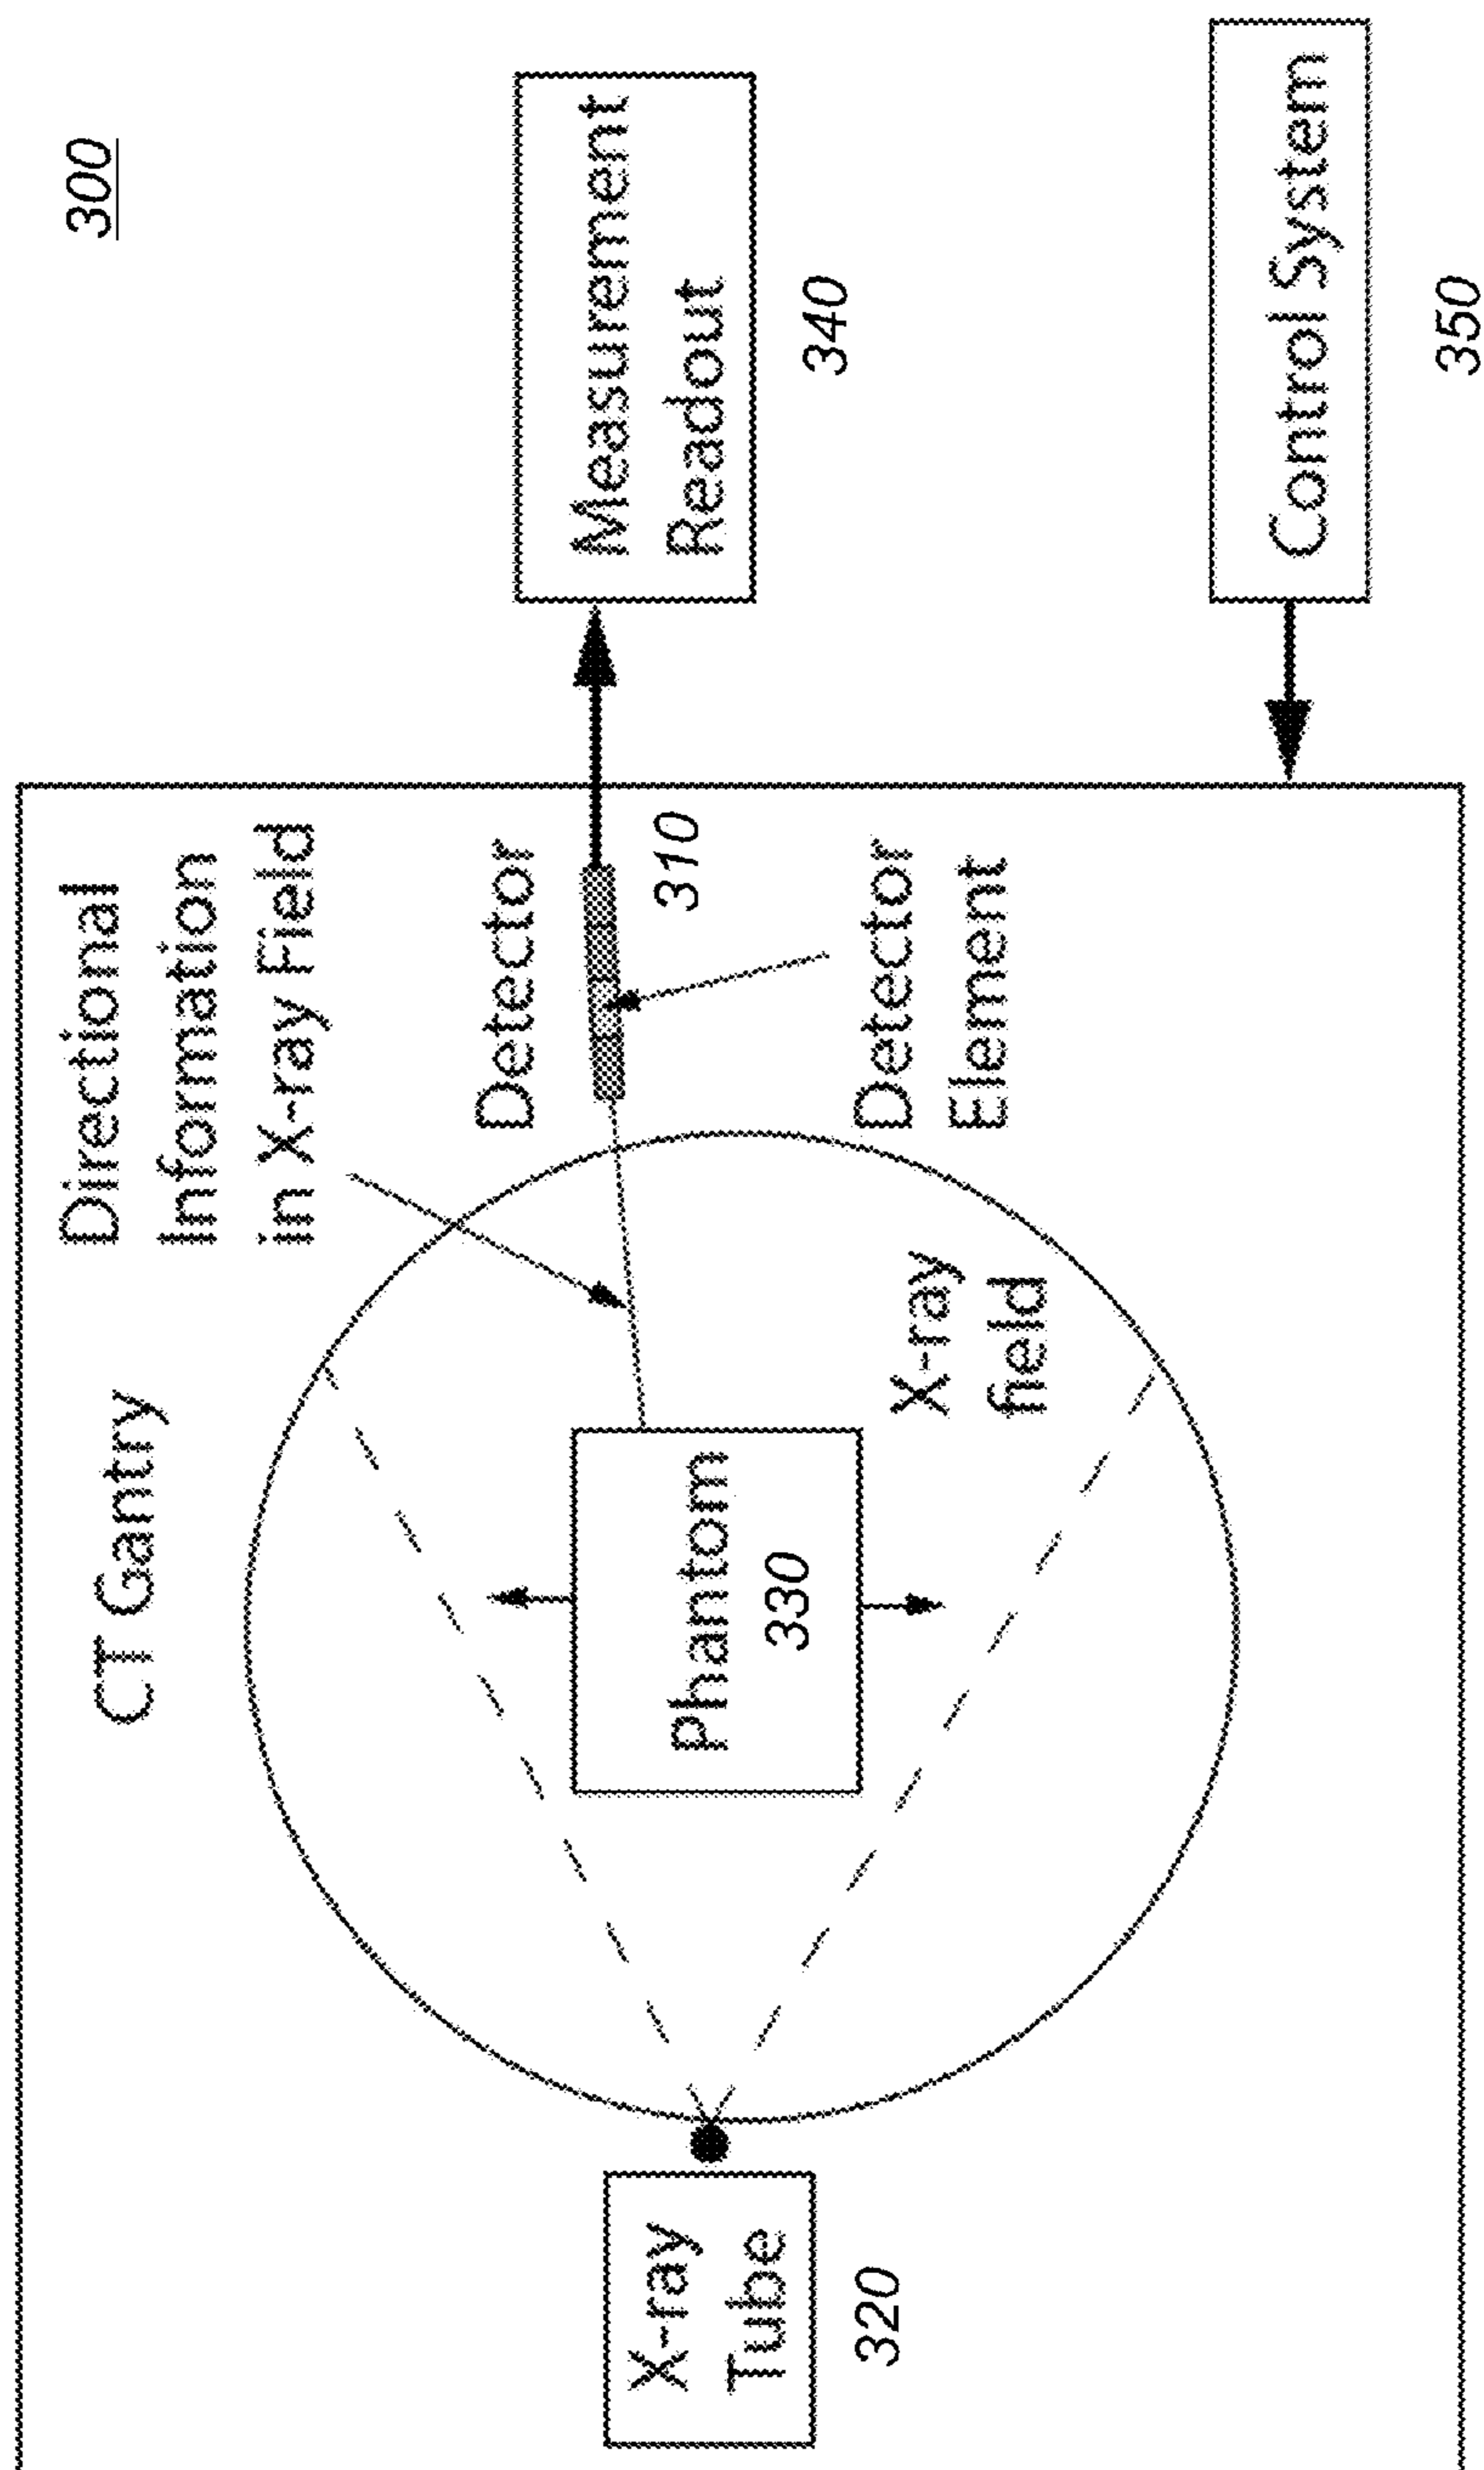 300
CT Gantry
Directional
Information
in X-ray Field
X-ray
Tube
320
Phantom
330
X-ray
field
Detector
310
Detector
Element
Measurement
Readout
340
Control System
350